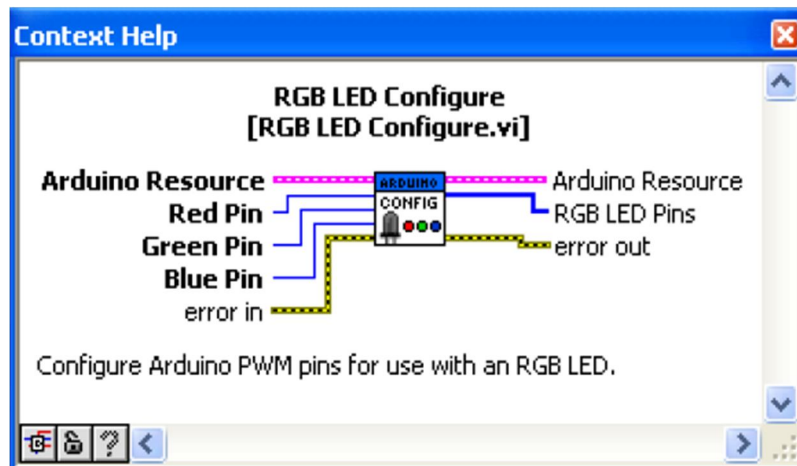 Context Help
RGB LED Configure
[RGB LED Configure.vi]
Arduino Resource
Red Pin
Green Pin
Blue Pin
error in
ARDUINO
CONFIG
Arduino Resource
RGB LED Pins
error out
Configure Arduino PWM pins for use with an RGB LED.
?